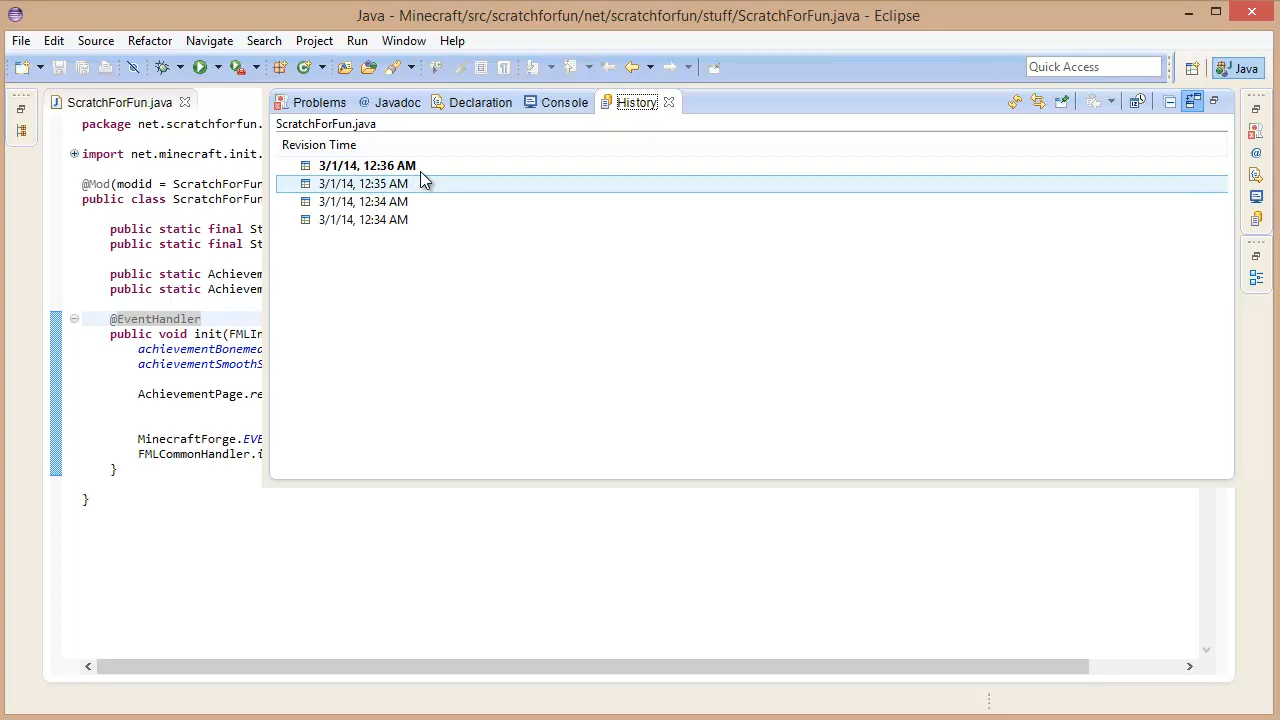 Java - Minecraft/src/scratchforfun/net/scratchforfun/stuff/ScratchForFun.java - Eclipse
File Edit Source Refactor Navigate Search Project Run Window Help
Quick Access
Java
ScratchForFun.java
Problems @ Javadoc Declaration Console History
package net.scratchforfun.
import net.minecraft.init.
@Mod(modid = ScratchForFun
public class ScratchForFun
public static final St
public static final St
public static Achievem
public static Achievem
@EventHandler
public void init(FMLIn
achievementBonemea
achievementSmoothS
AchievementPage.re
MinecraftForge.EVE
FMLCommonHandler.i
}
}
ScratchForFun.java
Revision Time
3/1/14, 12:36 AM
3/1/14, 12:35 AM
3/1/14, 12:34 AM
3/1/14, 12:34 AM